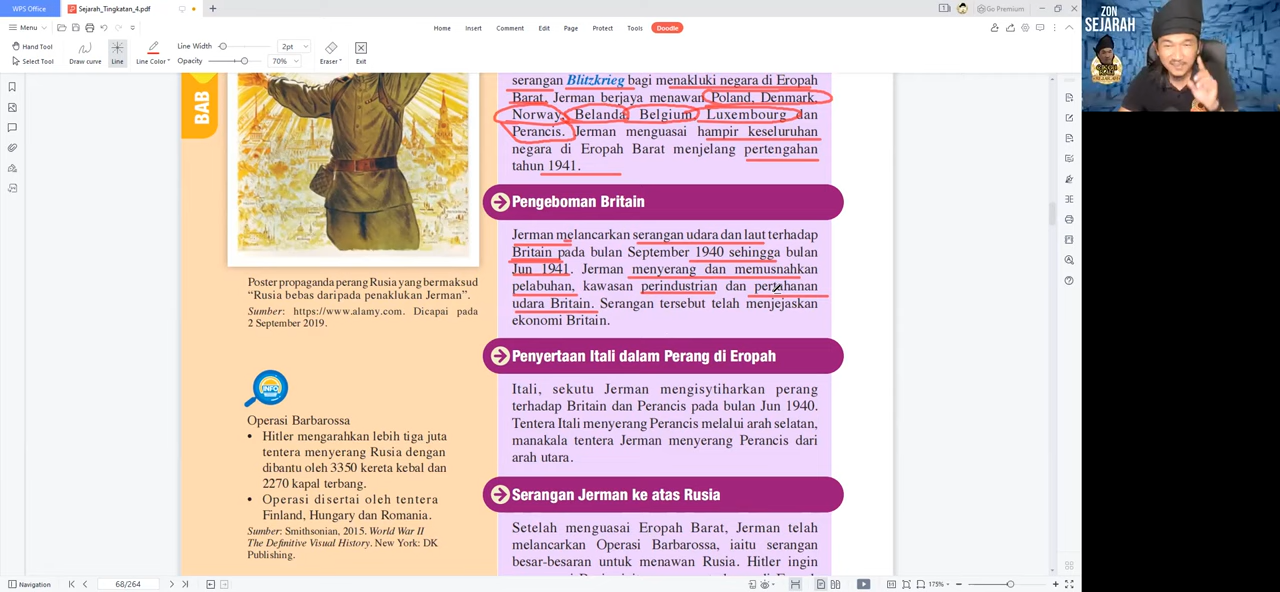 WPS Office
Sejarah_Tingkatan_4.pdf
Go Premium
Menu
Home
Insert
Comment
Edit
Page
Protect
Tools
Doodle
Hand Tool
Select Tool
Draw curve
Line
Line Color
Line Width
2pt
Opacity
70%
Eraser
Exit
ZON
SEJARAH
BAB
serangan Blitzkrieg bagi menakluki negara di Eropah
Barat. Jerman berjaya menawan Poland, Denmark,
Norway, Belanda, Belgium, Luxembourg dan
Perancis. Jerman menguasai hampir keseluruhan
negara di Eropah Barat menjelang pertengahan
tahun 1941.
Pengeboman Britain
Jerman melancarkan serangan udara dan laut terhadap
Britain pada bulan September 1940 sehingga bulan
Jun 1941. Jerman menyerang dan memusnahkan
pelabuhan, kawasan perindustrian dan pertahanan
udara Britain. Serangan tersebut telah menjejaskan
ekonomi Britain.
Poster propaganda perang Rusia yang bermaksud
“Rusia bebas daripada penaklukan Jerman”.
Sumber: https://www.alamy.com. Dicapai pada
2 September 2019.
Penyertaan Itali dalam Perang di Eropah
Itali, sekutu Jerman mengisytiharkan perang
terhadap Britain dan Perancis pada bulan Jun 1940.
Tentera Itali menyerang Perancis melalui arah selatan,
manakala tentera Jerman menyerang Perancis dari
arah utara.
INFO
Operasi Barbarossa
• Hitler mengarahkan lebih tiga juta
tentera menyerang Rusia dengan
dibantu oleh 3350 kereta kebal dan
2270 kapal terbang.
• Operasi disertai oleh tentera
Finland, Hungary dan Romania.
Sumber: Smithsonian, 2015. World War II
The Definitive Visual History. New York: DK
Publishing.
Serangan Jerman ke atas Rusia
Setelah menguasai Eropah Barat, Jerman telah
melancarkan Operasi Barbarossa, iaitu serangan
besar-besaran untuk menawan Rusia. Hitler ingin
Navigation
68/264
175%